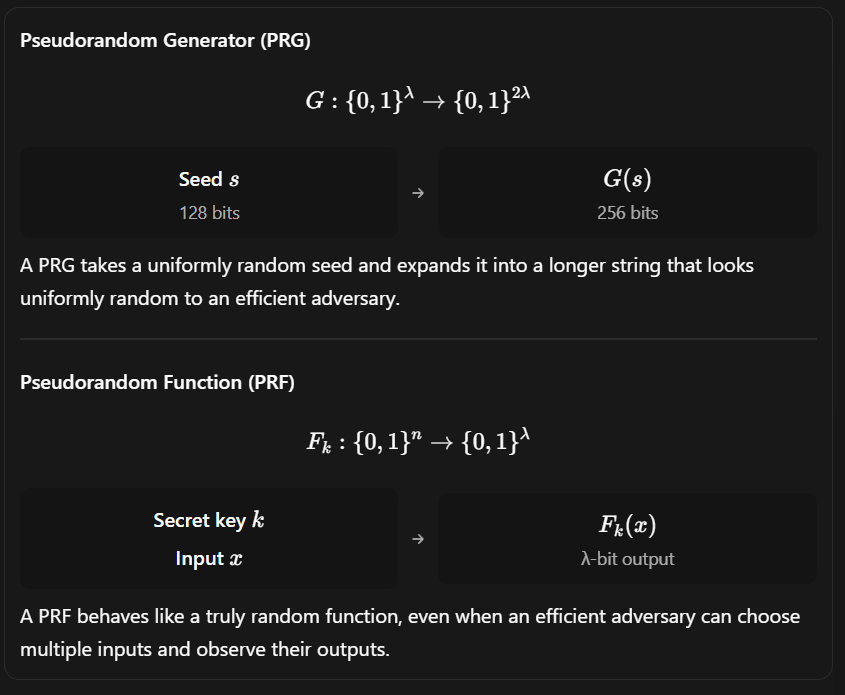 Pseudorandom Generator (PRG)
G : {0, 1}^λ → {0, 1}^{2λ}
Seed s
128 bits
→
G(s)
256 bits
A PRG takes a uniformly random seed and expands it into a longer string that looks
uniformly random to an efficient adversary.
Pseudorandom Function (PRF)
F_k : {0, 1}^n → {0, 1}^λ
Secret key k
Input x
→
F_k(x)
λ-bit output
A PRF behaves like a truly random function, even when an efficient adversary can choose
multiple inputs and observe their outputs.